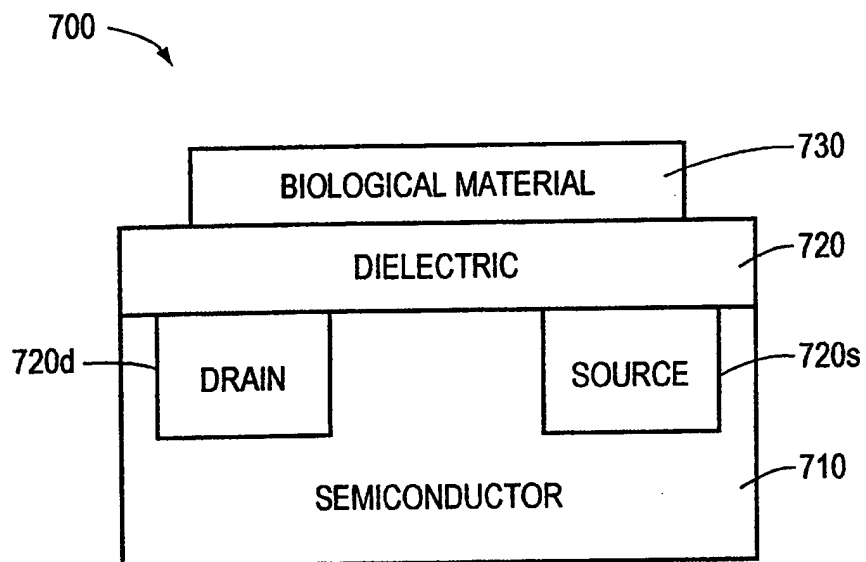 700
730
BIOLOGICAL MATERIAL
720
DIELECTRIC
720d
DRAIN
SOURCE
720s
710
SEMICONDUCTOR